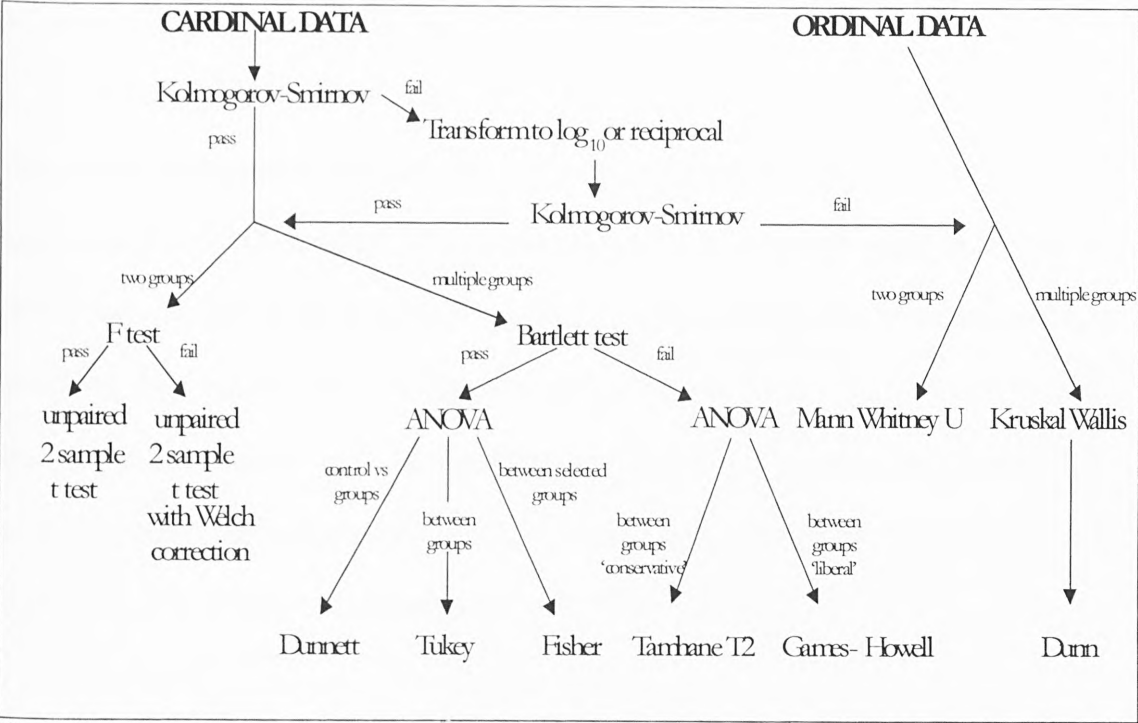 CARDINAL DATA
ORDINAL DATA
Kolmogorov-Smirnov
fail
pass
Transform to log10 or reciprocal
pass
Kolmogorov-Smirnov
fail
two groups
multiple groups
two groups
multiple groups
F test
Bartlett test
pass
fail
pass
fail
unpaired
2 sample
t test
unpaired
2 sample
t test
with Welch
correction
ANOVA
ANOVA
Mann Whitney U
Kruskal Wallis
control vs
groups
between
groups
between selected
groups
between
groups
'conservative'
between
groups
'liberal'
Dunnett
Tukey
Fisher
Tamhane T2
Games- Howell
Dunn